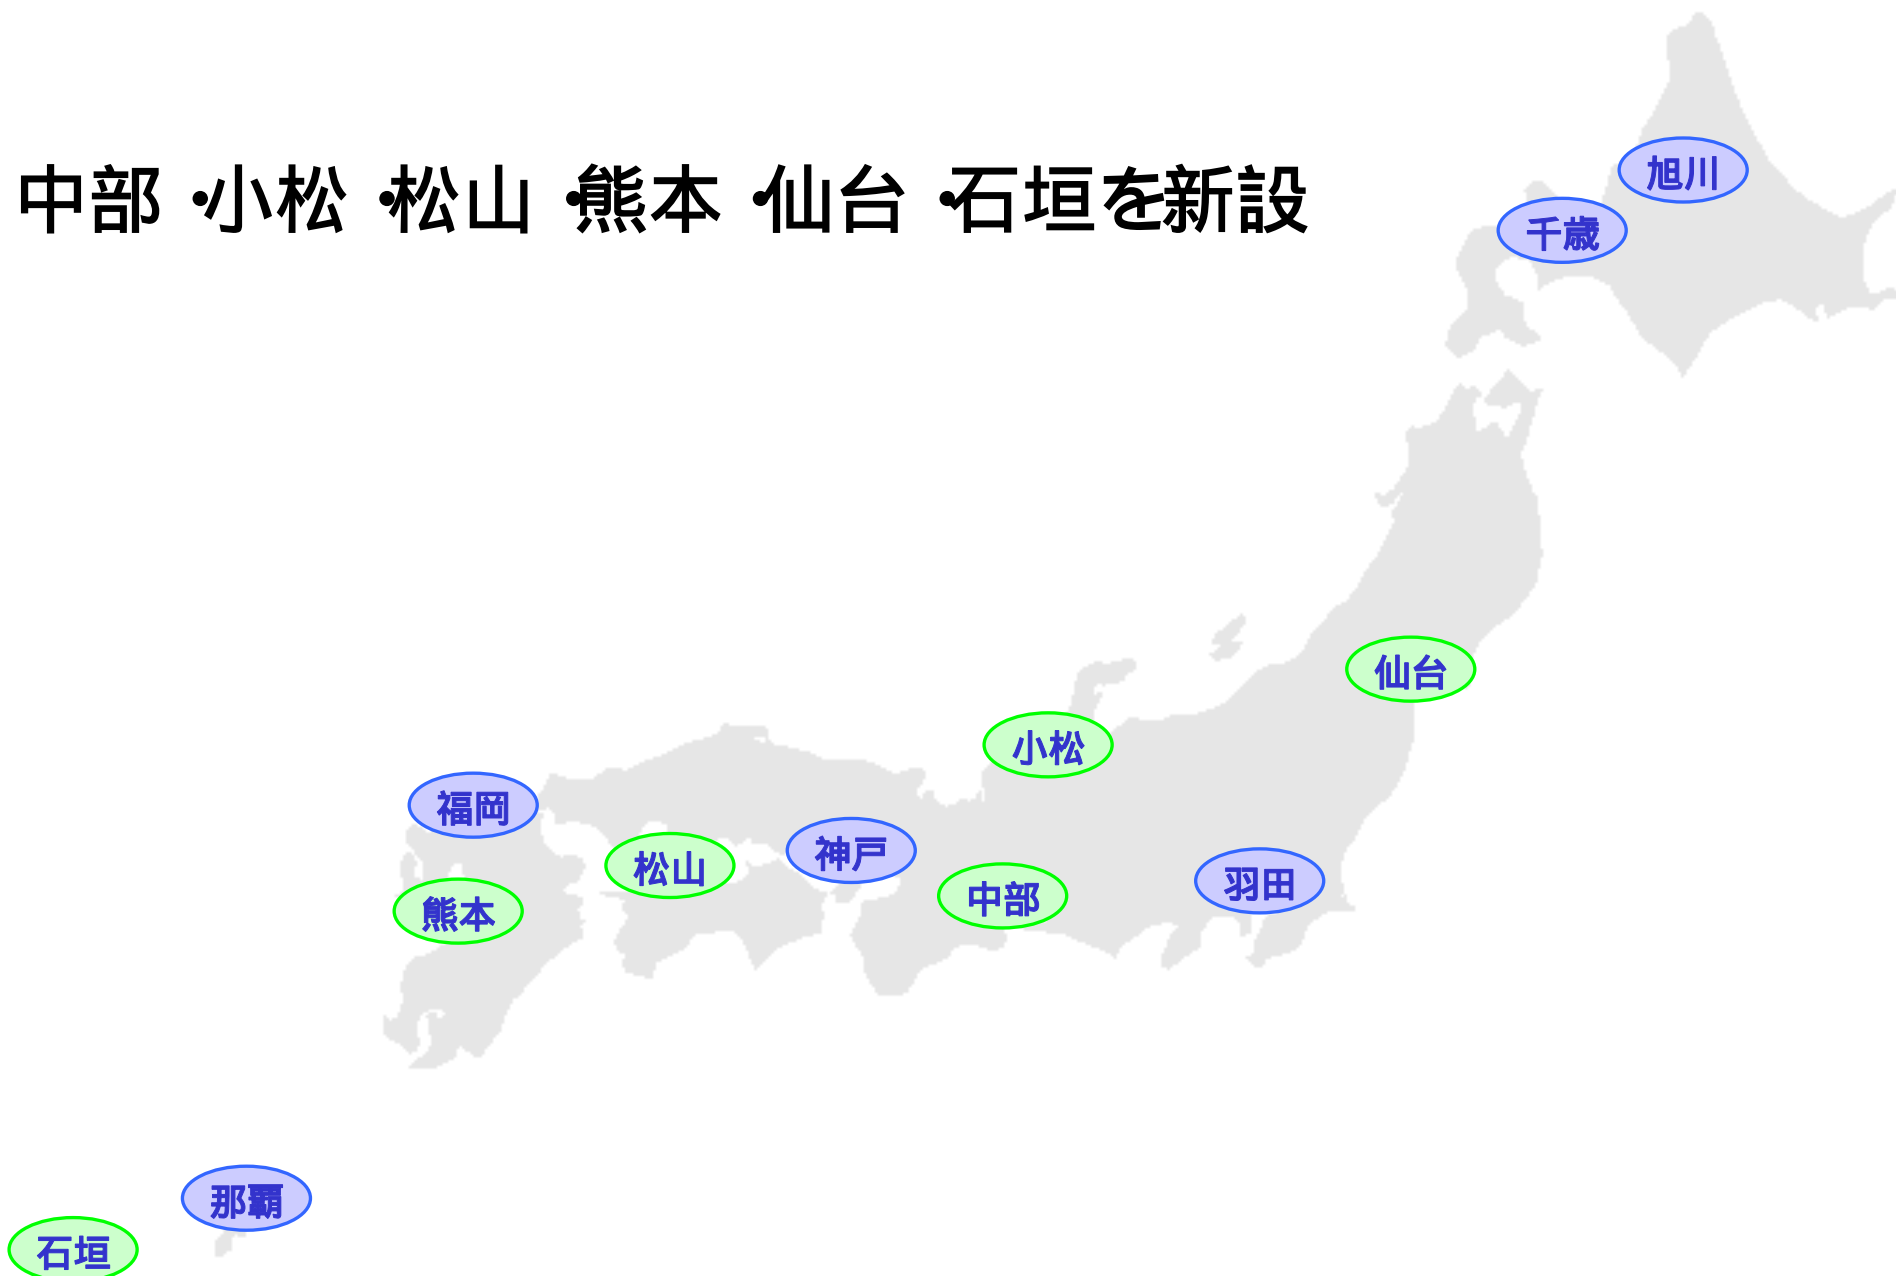 中部・小松・松山・熊本・仙台・石垣を新設
旭川
千歳
仙台
小松
福岡
神戸
松山
羽田
中部
熊本
那覇
石垣